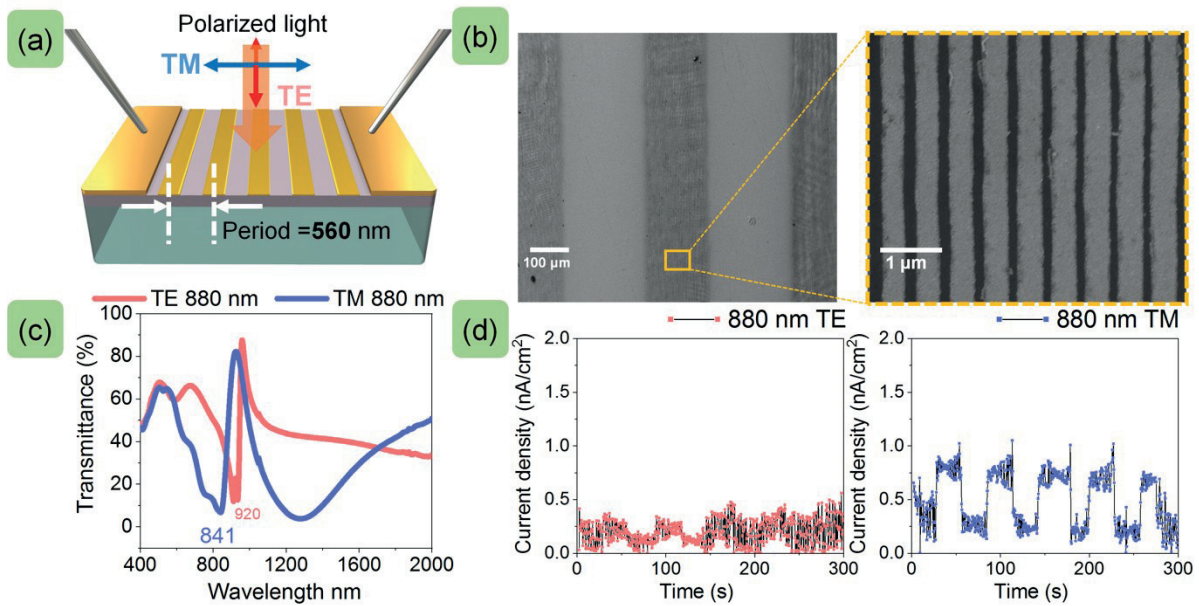 (a)
Polarized light
TM
TE
Period =560 nm
(b)
100 μm
1 μm
(c)
TE 880 nm
TM 880 nm
Transmittance (%)
100
80
60
40
20
0
841
920
400 800 1200 1600 2000
Wavelength nm
(d)
880 nm TE
Current density (nA/cm²)
2.0
1.5
1.0
0.5
0.0
0 100 200 300
Time (s)
880 nm TM
Current density (nA/cm²)
2.0
1.5
1.0
0.5
0.0
0 100 200 300
Time (s)